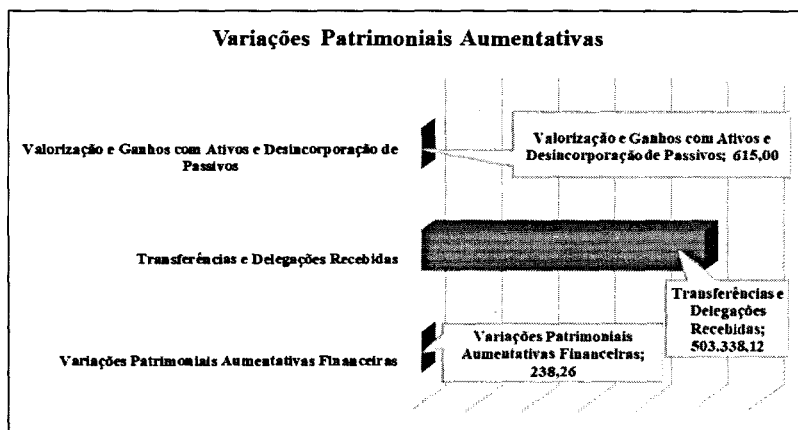 Variações Patrimoniais Aumentativas
Valorização e Ganhos com Ativos e Desincorporação de
Passivos
Valorização e Ganhos com Ativos e
Desincorporação de Passivos; 615,00
Transferências e Delegações Recebidas
Transferências e
Delegações
Recebidas;
503.338,12
Variações Patrimoniais Aumentativas Financeiras
Variações Patrimoniais
Aumentativas Financeiras;
238,26